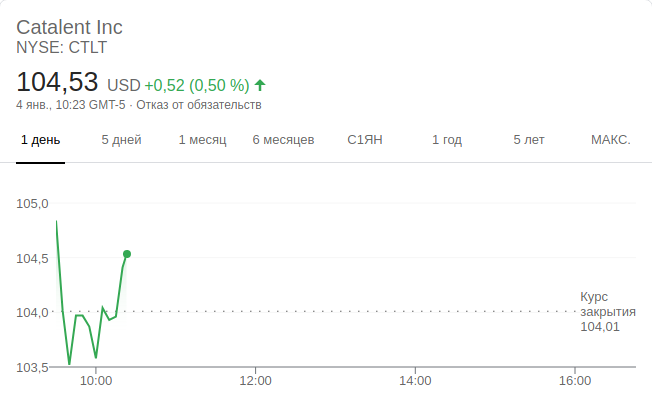 Catalent Inc
NYSE: CTLT
104,53 USD +0,52 (0,50 %)
4 янв., 10:23 GMT-5 · Отказ от обязательств
1 день 5 дней 1 месяц 6 месяцев С1ЯН 1 год 5 лет МАКС.
105,0
104,5
Курс
104,0 закрытия
104,01
103,5
10:00 12:00 14:00 16:00